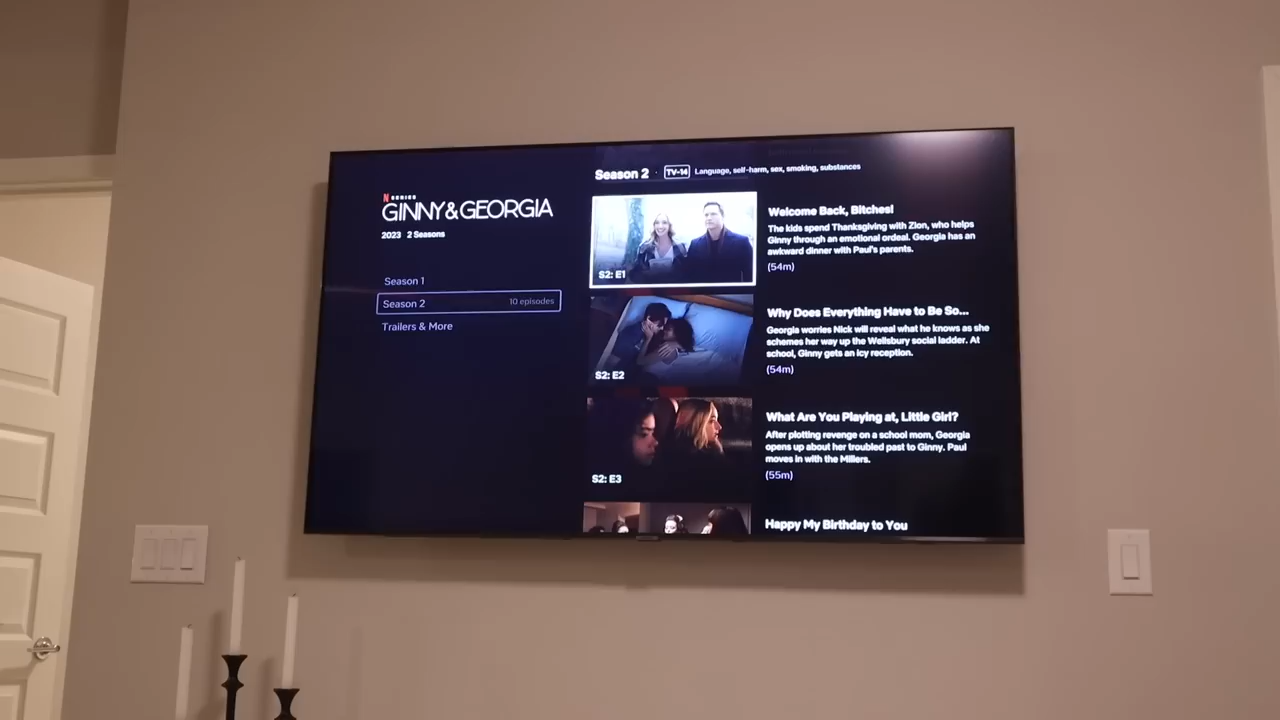 N SERIES
GINNY & GEORGIA
2023 2 Seasons
Season 1
Season 2 10 episodes
Trailers & More
Season 2 · TV-14 Language, self-harm, sex, smoking, substances
S2: E1
Welcome Back, Bitches!
The kids spend Thanksgiving with Zion, who helps
Ginny through an emotional ordeal. Georgia has an
awkward dinner with Paul's parents.
(54m)
S2: E2
Why Does Everything Have to Be So...
Georgia worries Nick will reveal what he knows as she
schemes her way up the Wellsbury social ladder. At
school, Ginny gets an icy reception.
(54m)
S2: E3
What Are You Playing at, Little Girl?
After plotting revenge on a school mom, Georgia
opens up about her troubled past to Ginny. Paul
moves in with the Millers.
(55m)
Happy My Birthday to You